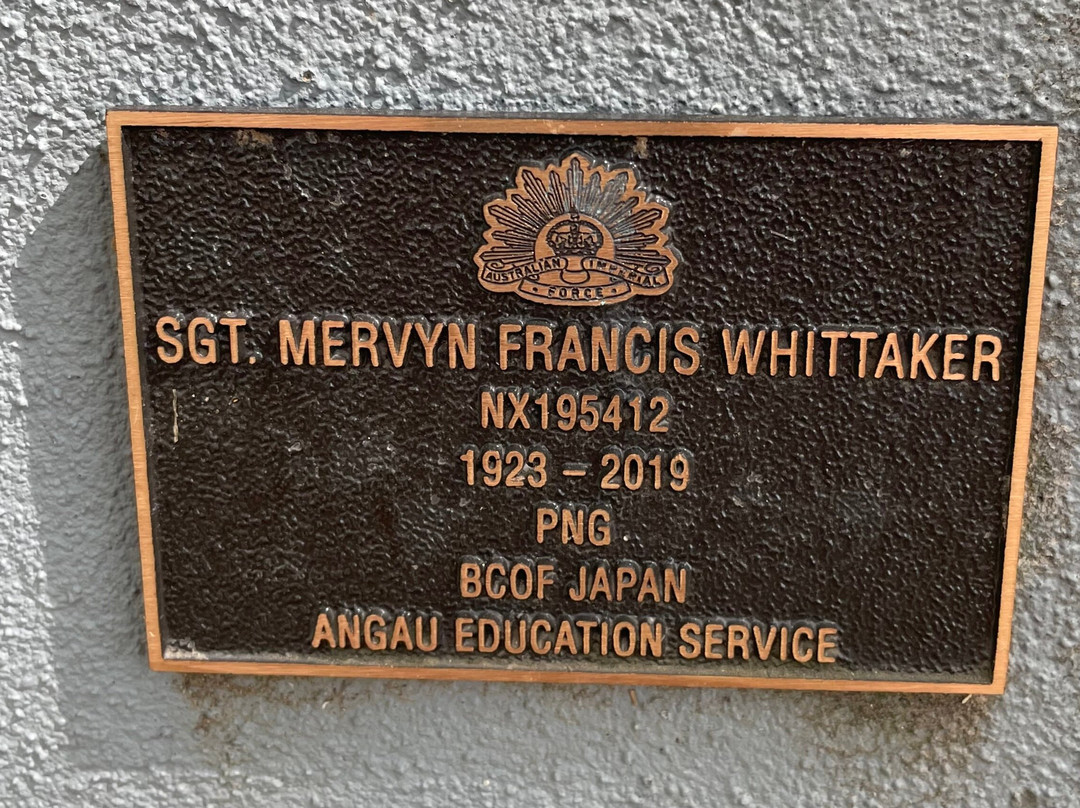 AUSTRALIAN IMPERIAL
FORCE
SGT. MERVYN FRANCIS WHITTAKER
NX195412
1923 – 2019
PNG
BCOF JAPAN
ANGAU EDUCATION SERVICE